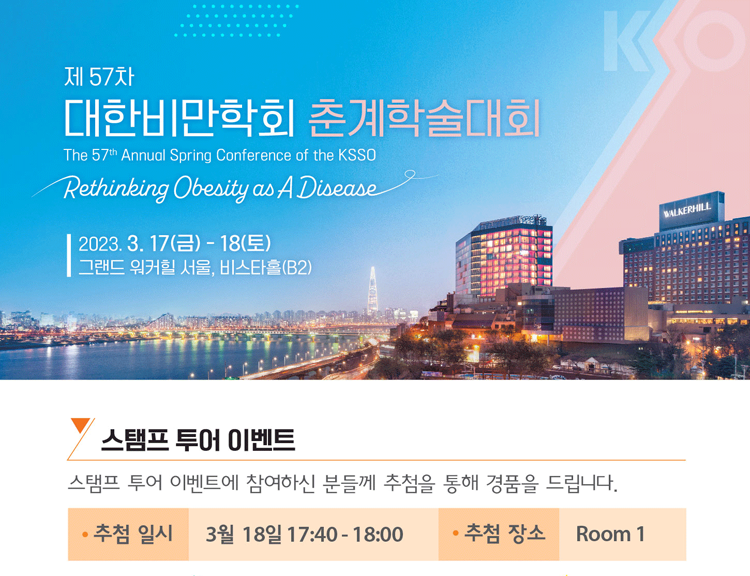 KSSO
제 57차
대한비만학회 춘계학술대회
The 57th Annual Spring Conference of the KSSO
Rethinking Obesity as A Disease
WALKERHILL
2023. 3. 17(금) - 18(토)
그랜드 워커힐 서울, 비스타홀(B2)
스탬프 투어 이벤트
스탬프 투어 이벤트에 참여하신 분들께 추첨을 통해 경품을 드립니다.
• 추첨 일시 3월 18일 17:40 - 18:00 • 추첨 장소 Room 1